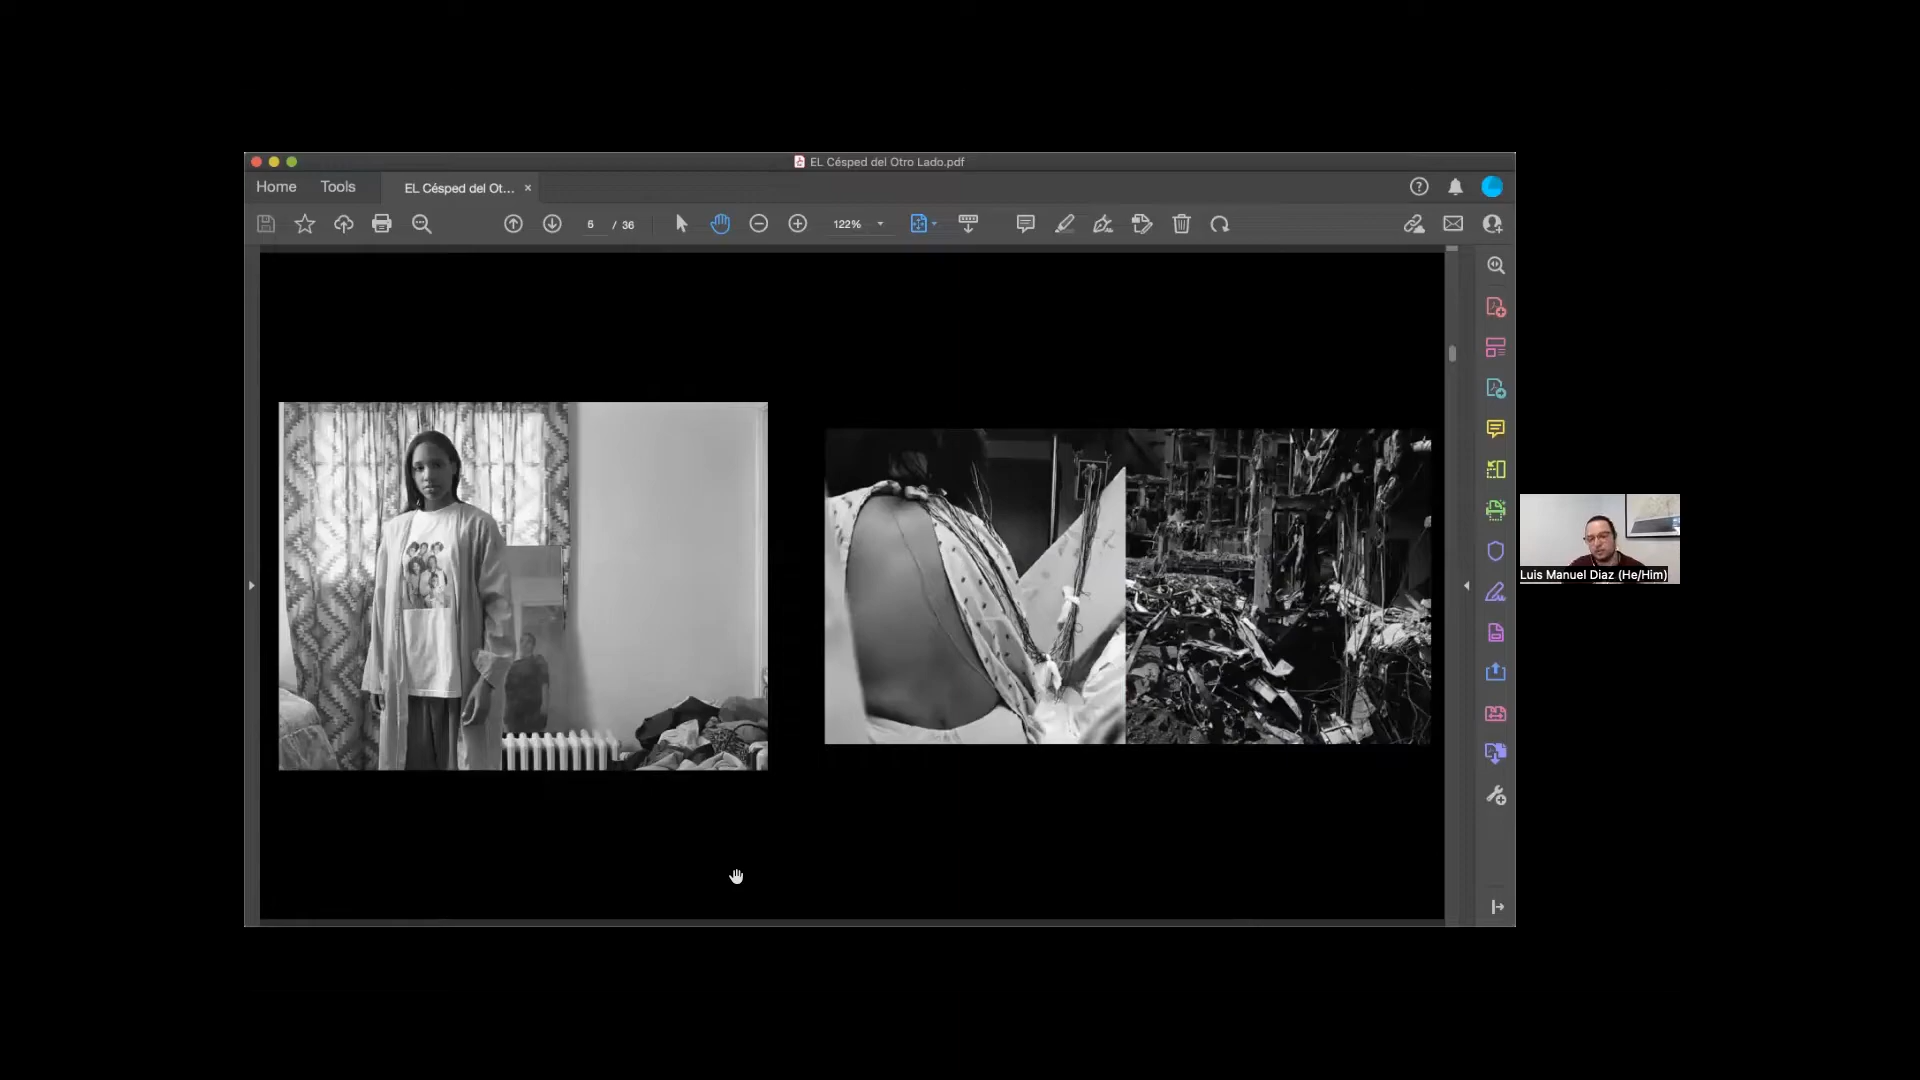 EL Césped del Otro Lado.pdf
Home Tools EL Césped del Ot... ×
6 / 36 122%
Luis Manuel Diaz (He/Him)